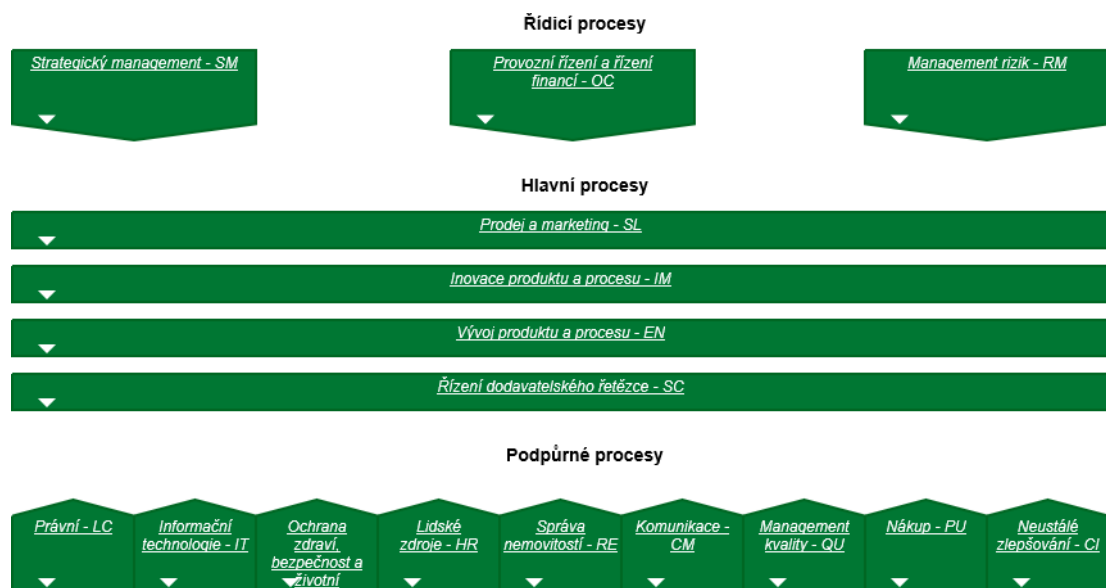 Řídicí procesy
Strategický management - SM
Provozní řízení a řízení
financí - OC
Management rizik - RM
Hlavní procesy
Prodej a marketing - SL
Inovace produktu a procesu - IM
Vývoj produktu a procesu - EN
Řízení dodavatelského řetězce - SC
Podpůrné procesy
Právní - LC
Informační
technologie - IT
Ochrana
zdraví,
bezpečnost a
životní
Lidské
zdroje - HR
Správa
nemovitostí - RE
Komunikace -
CM
Management
kvality - QU
Nákup - PU
Neustálé
zlepšování - CI